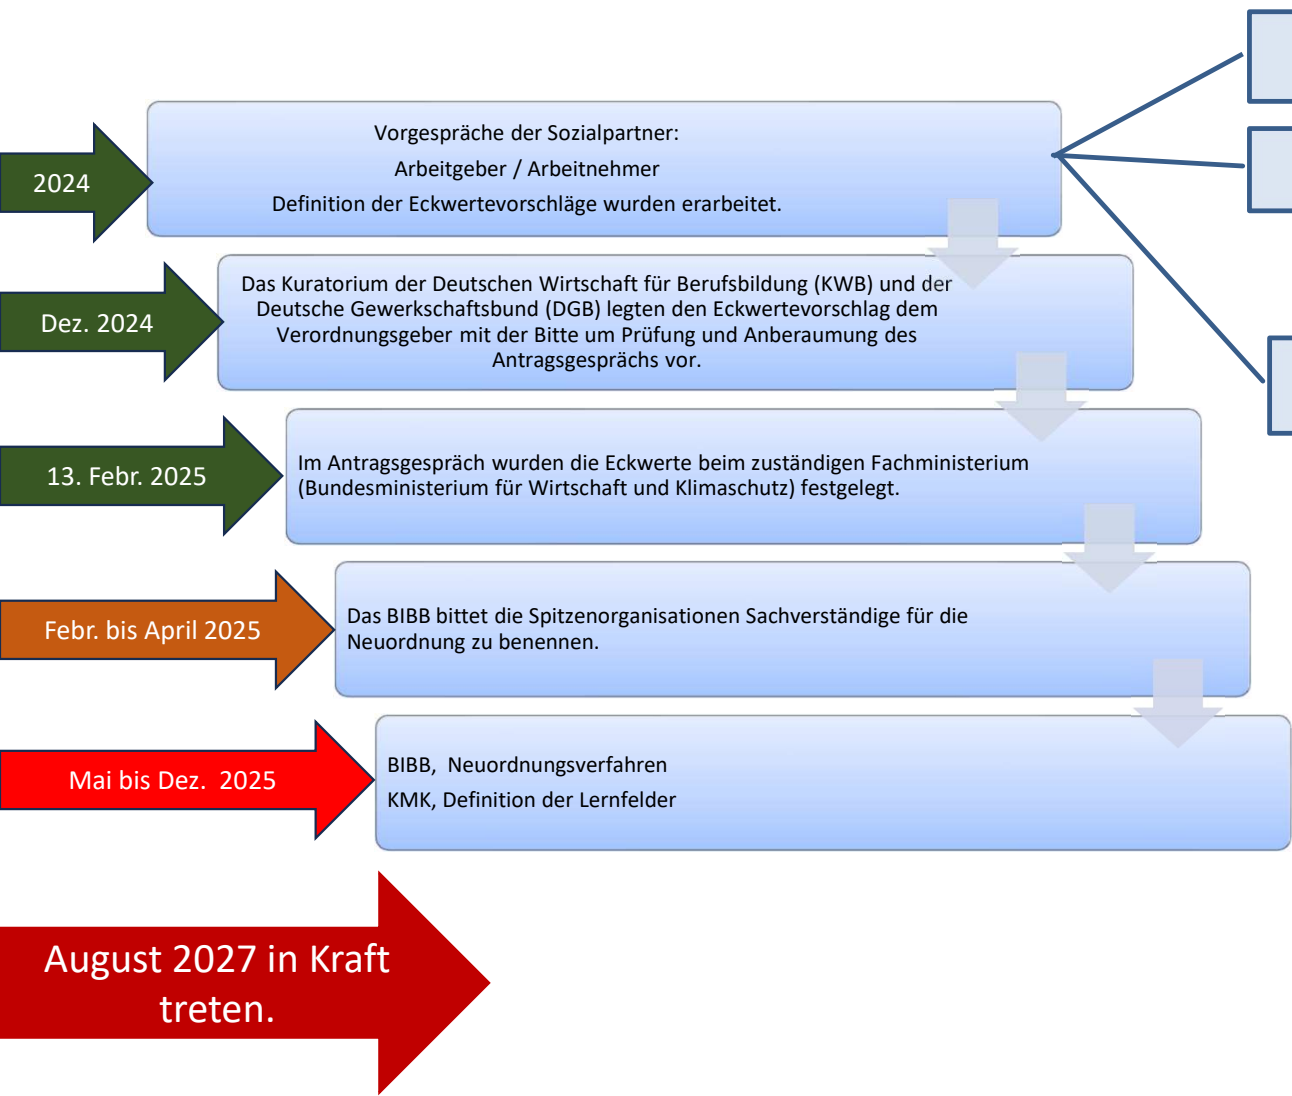 2024
Vorgespräche der Sozialpartner:
Arbeitgeber / Arbeitnehmer
Definition der Eckwertevorschläge wurden erarbeitet.
Dez. 2024
Das Kuratorium der Deutschen Wirtschaft für Berufsbildung (KWB) und der
Deutsche Gewerkschaftsbund (DGB) legten den Eckwertevorschlag dem
Verordnungsgeber mit der Bitte um Prüfung und Anberaumung des
Antragsgesprächs vor.
13. Febr. 2025
Im Antragsgespräch wurden die Eckwerte beim zuständigen Fachministerium
(Bundesministerium für Wirtschaft und Klimaschutz) festgelegt.
Febr. bis April 2025
Das BIBB bittet die Spitzenorganisationen Sachverständige für die
Neuordnung zu benennen.
Mai bis Dez. 2025
BIBB, Neuordnungsverfahren
KMK, Definition der Lernfelder
August 2027 in Kraft
treten.